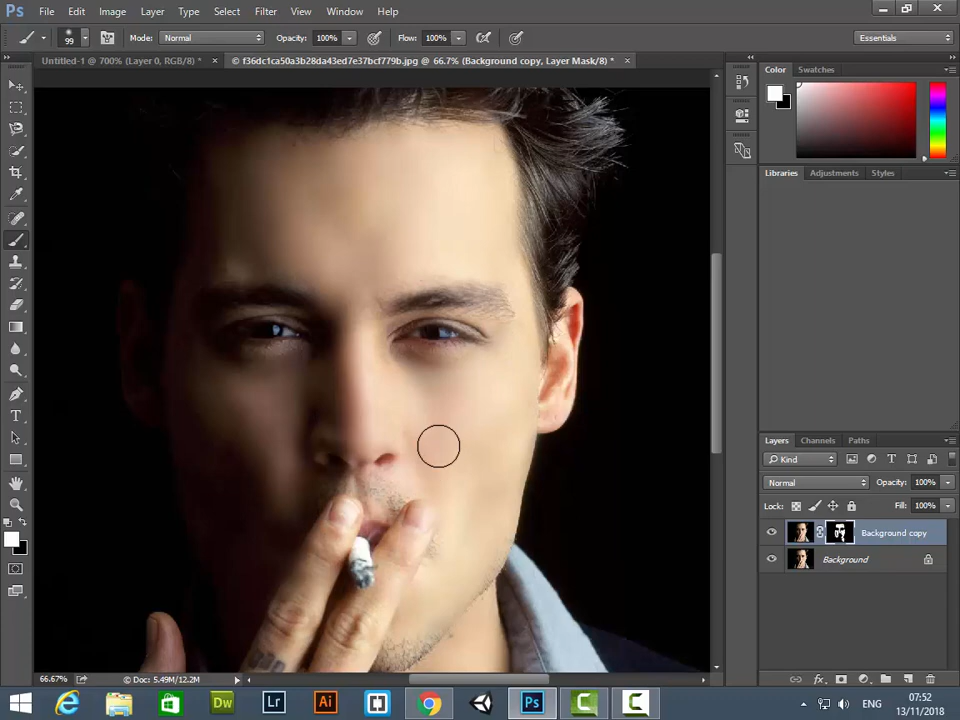 Ps File Edit Image Layer Type Select Filter 3D View Window Help
99 Mode: Normal Opacity: 100% Flow: 100% Essentials
Untitled-1 @ 700% (Layer 0, RGB/8) * × © f36dc1ca50a3b28da43ed7e37bcf779b.jpg @ 66.7% (Background copy, Layer Mask/8) * ×
Color Swatches
Libraries Adjustments Styles
Layers Channels Paths
Kind
Normal Opacity: 100%
Lock: Fill: 100%
Background copy
Background
66.67% Doc: 5.49M/12.2M
Dw Lr Ai Ps ENG
07:52
13/11/2018